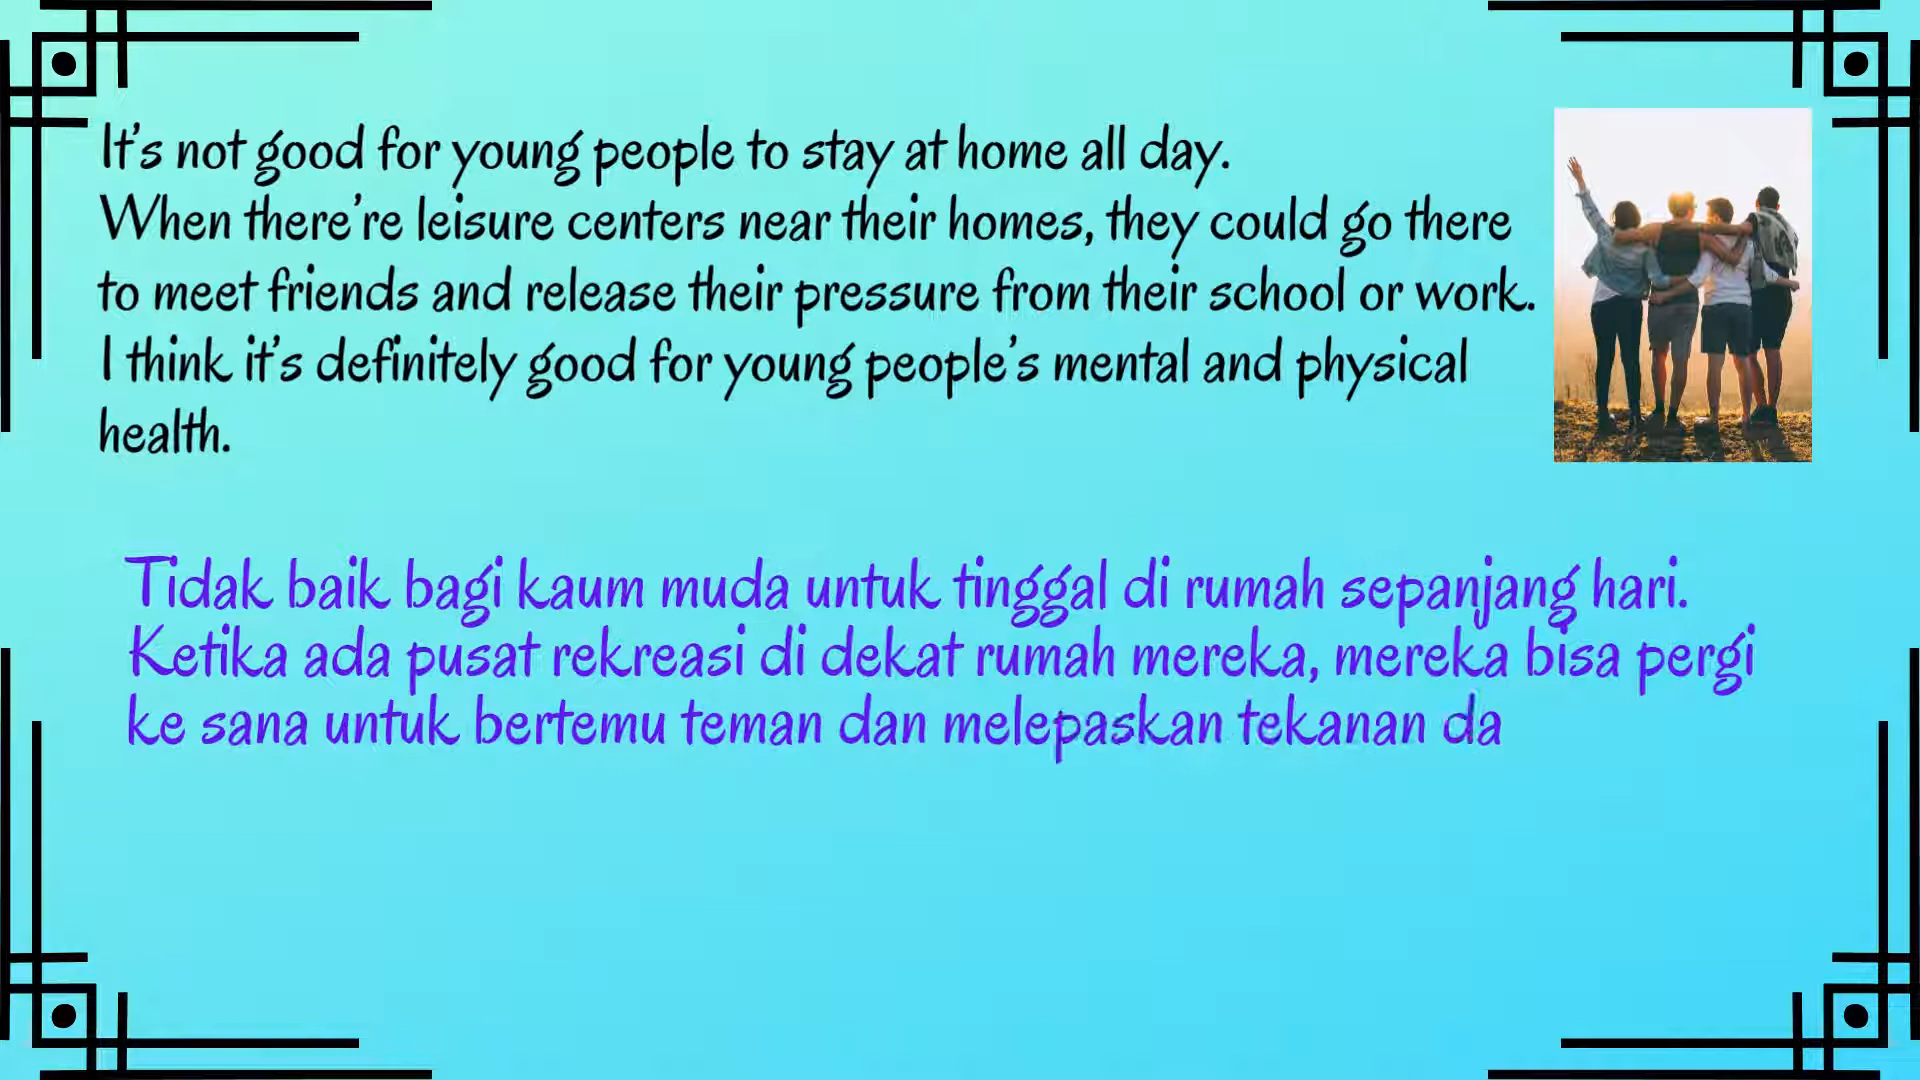 It's not good for young people to stay at home all day.
When there're leisure centers near their homes, they could go there
to meet friends and release their pressure from their school or work.
I think it's definitely good for young people's mental and physical
health.
Tidak baik bagi kaum muda untuk tinggal di rumah sepanjang hari.
Ketika ada pusat rekreasi di dekat rumah mereka, mereka bisa pergi
ke sana untuk bertemu teman dan melepaskan tekanan da